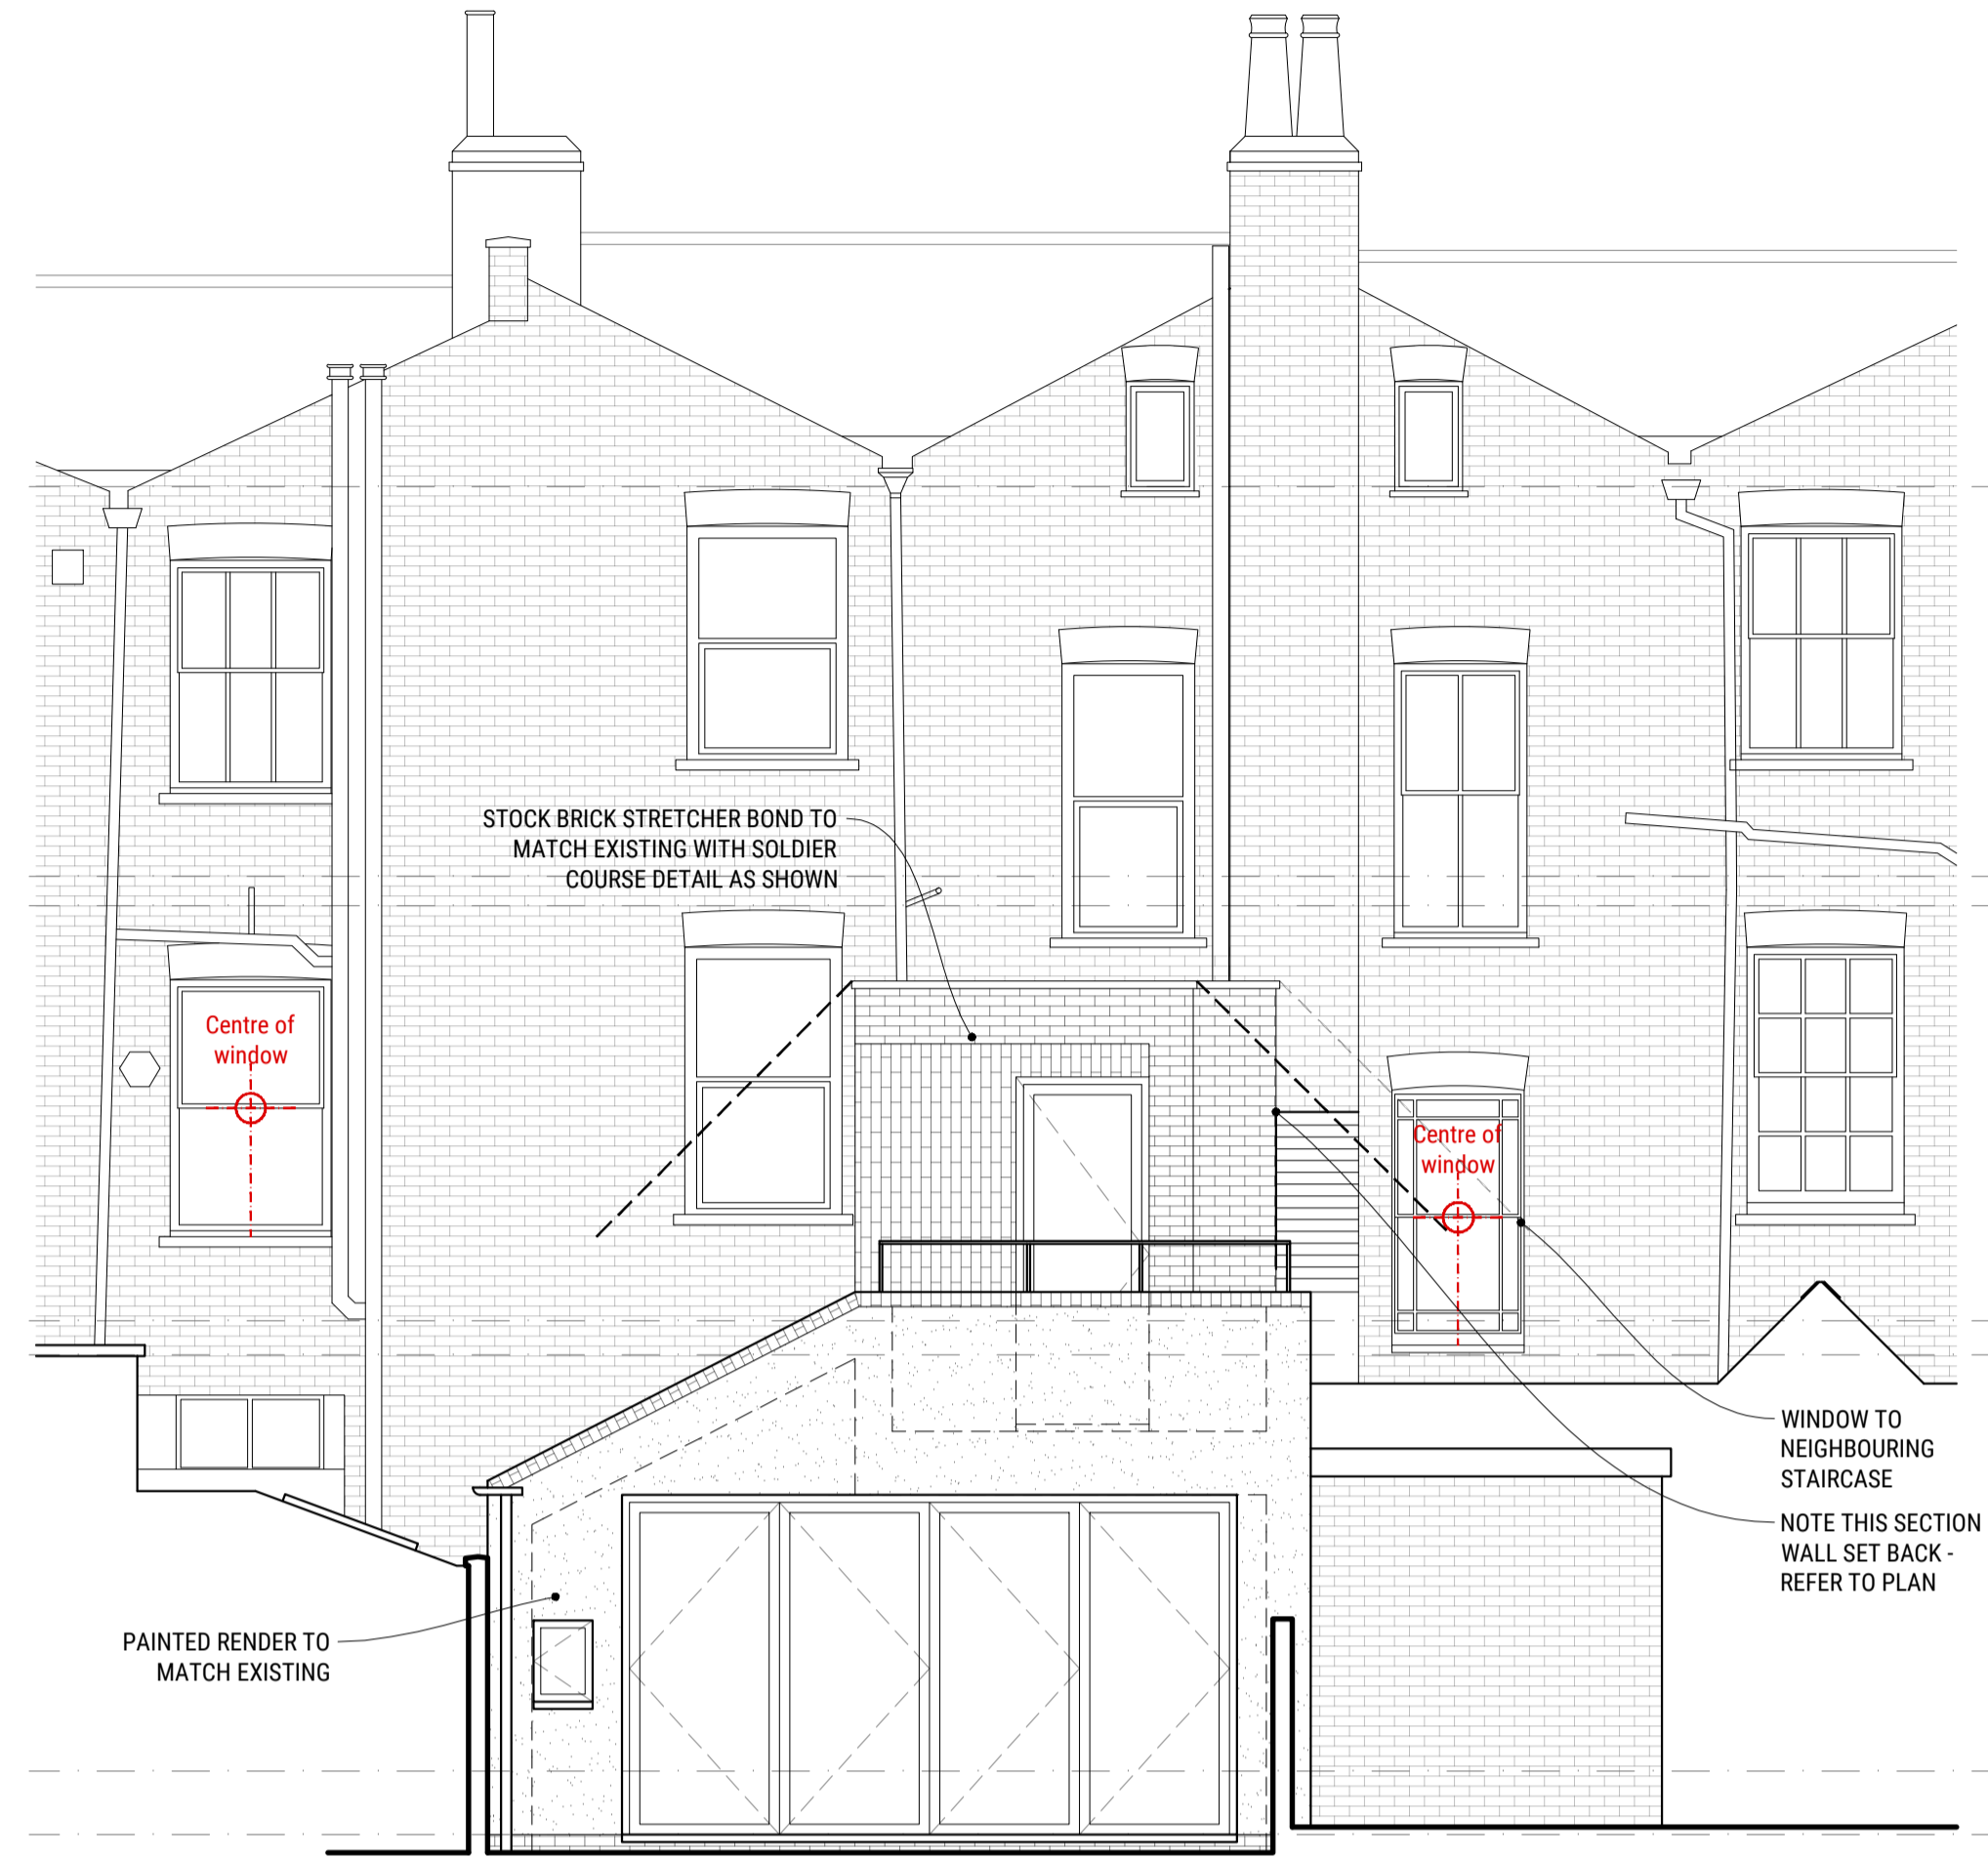 STOCK BRICK STRETCHER BOND TO
MATCH EXISTING WITH SOLDIER
COURSE DETAIL AS SHOWN
Centre of
window
Centre of
window
WINDOW TO
NEIGHBOURING
STAIRCASE
NOTE THIS SECTION
WALL SET BACK -
REFER TO PLAN
PAINTED RENDER TO
MATCH EXISTING